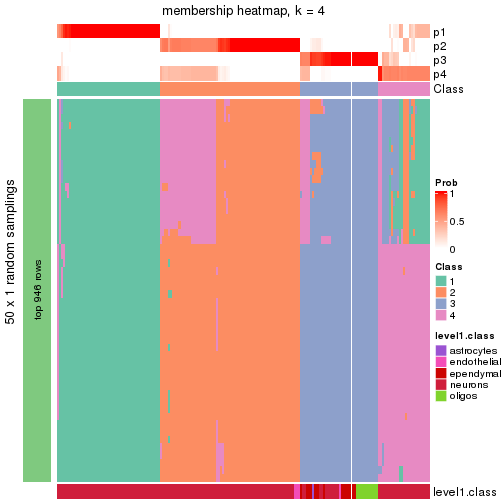 membership heatmap, k = 4
p1
p2
p3
p4
Class
50 x 1 random samplings
top 946 rows
Prob
1
0.5
0
Class
1
2
3
4
level1.class
astrocytes
endothelial
ependymal
neurons
oligos
level1.class